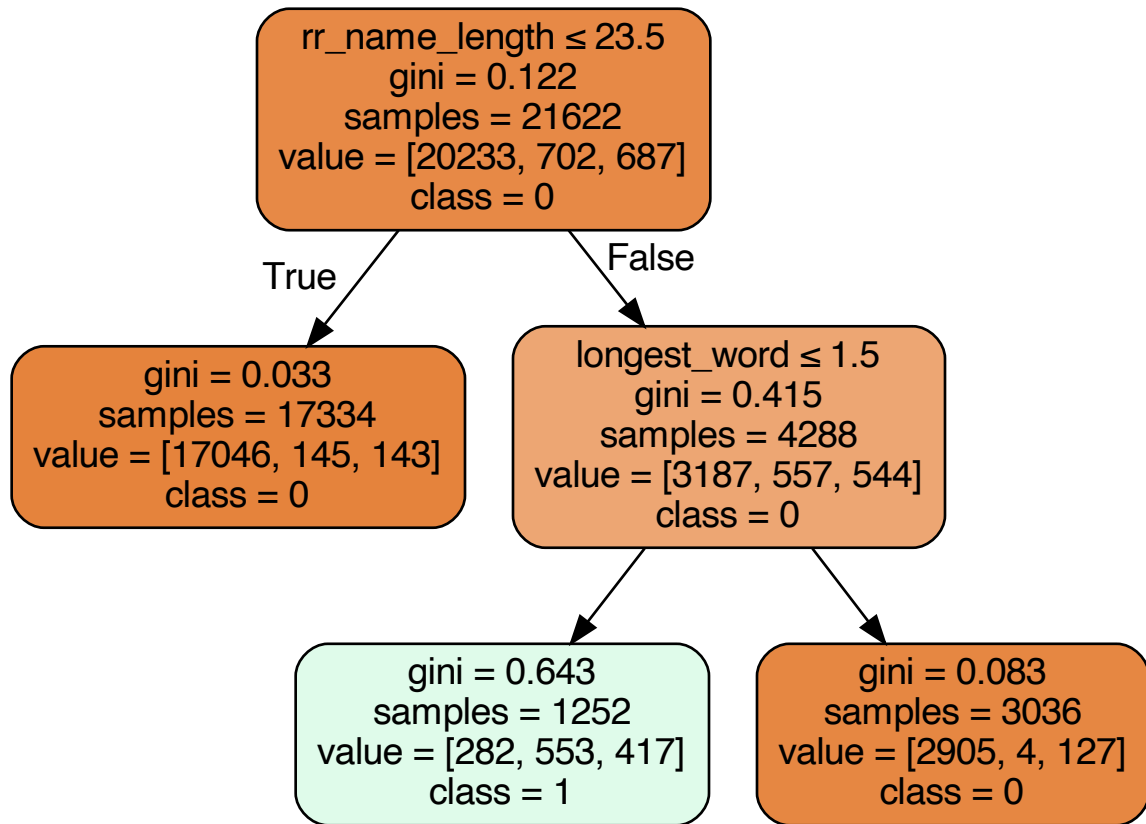 rr_name_length ≤ 23.5
gini = 0.122
samples = 21622
value = [20233, 702, 687]
class = 0
True
False
gini = 0.033
samples = 17334
value = [17046, 145, 143]
class = 0
longest_word ≤ 1.5
gini = 0.415
samples = 4288
value = [3187, 557, 544]
class = 0
gini = 0.643
samples = 1252
value = [282, 553, 417]
class = 1
gini = 0.083
samples = 3036
value = [2905, 4, 127]
class = 0